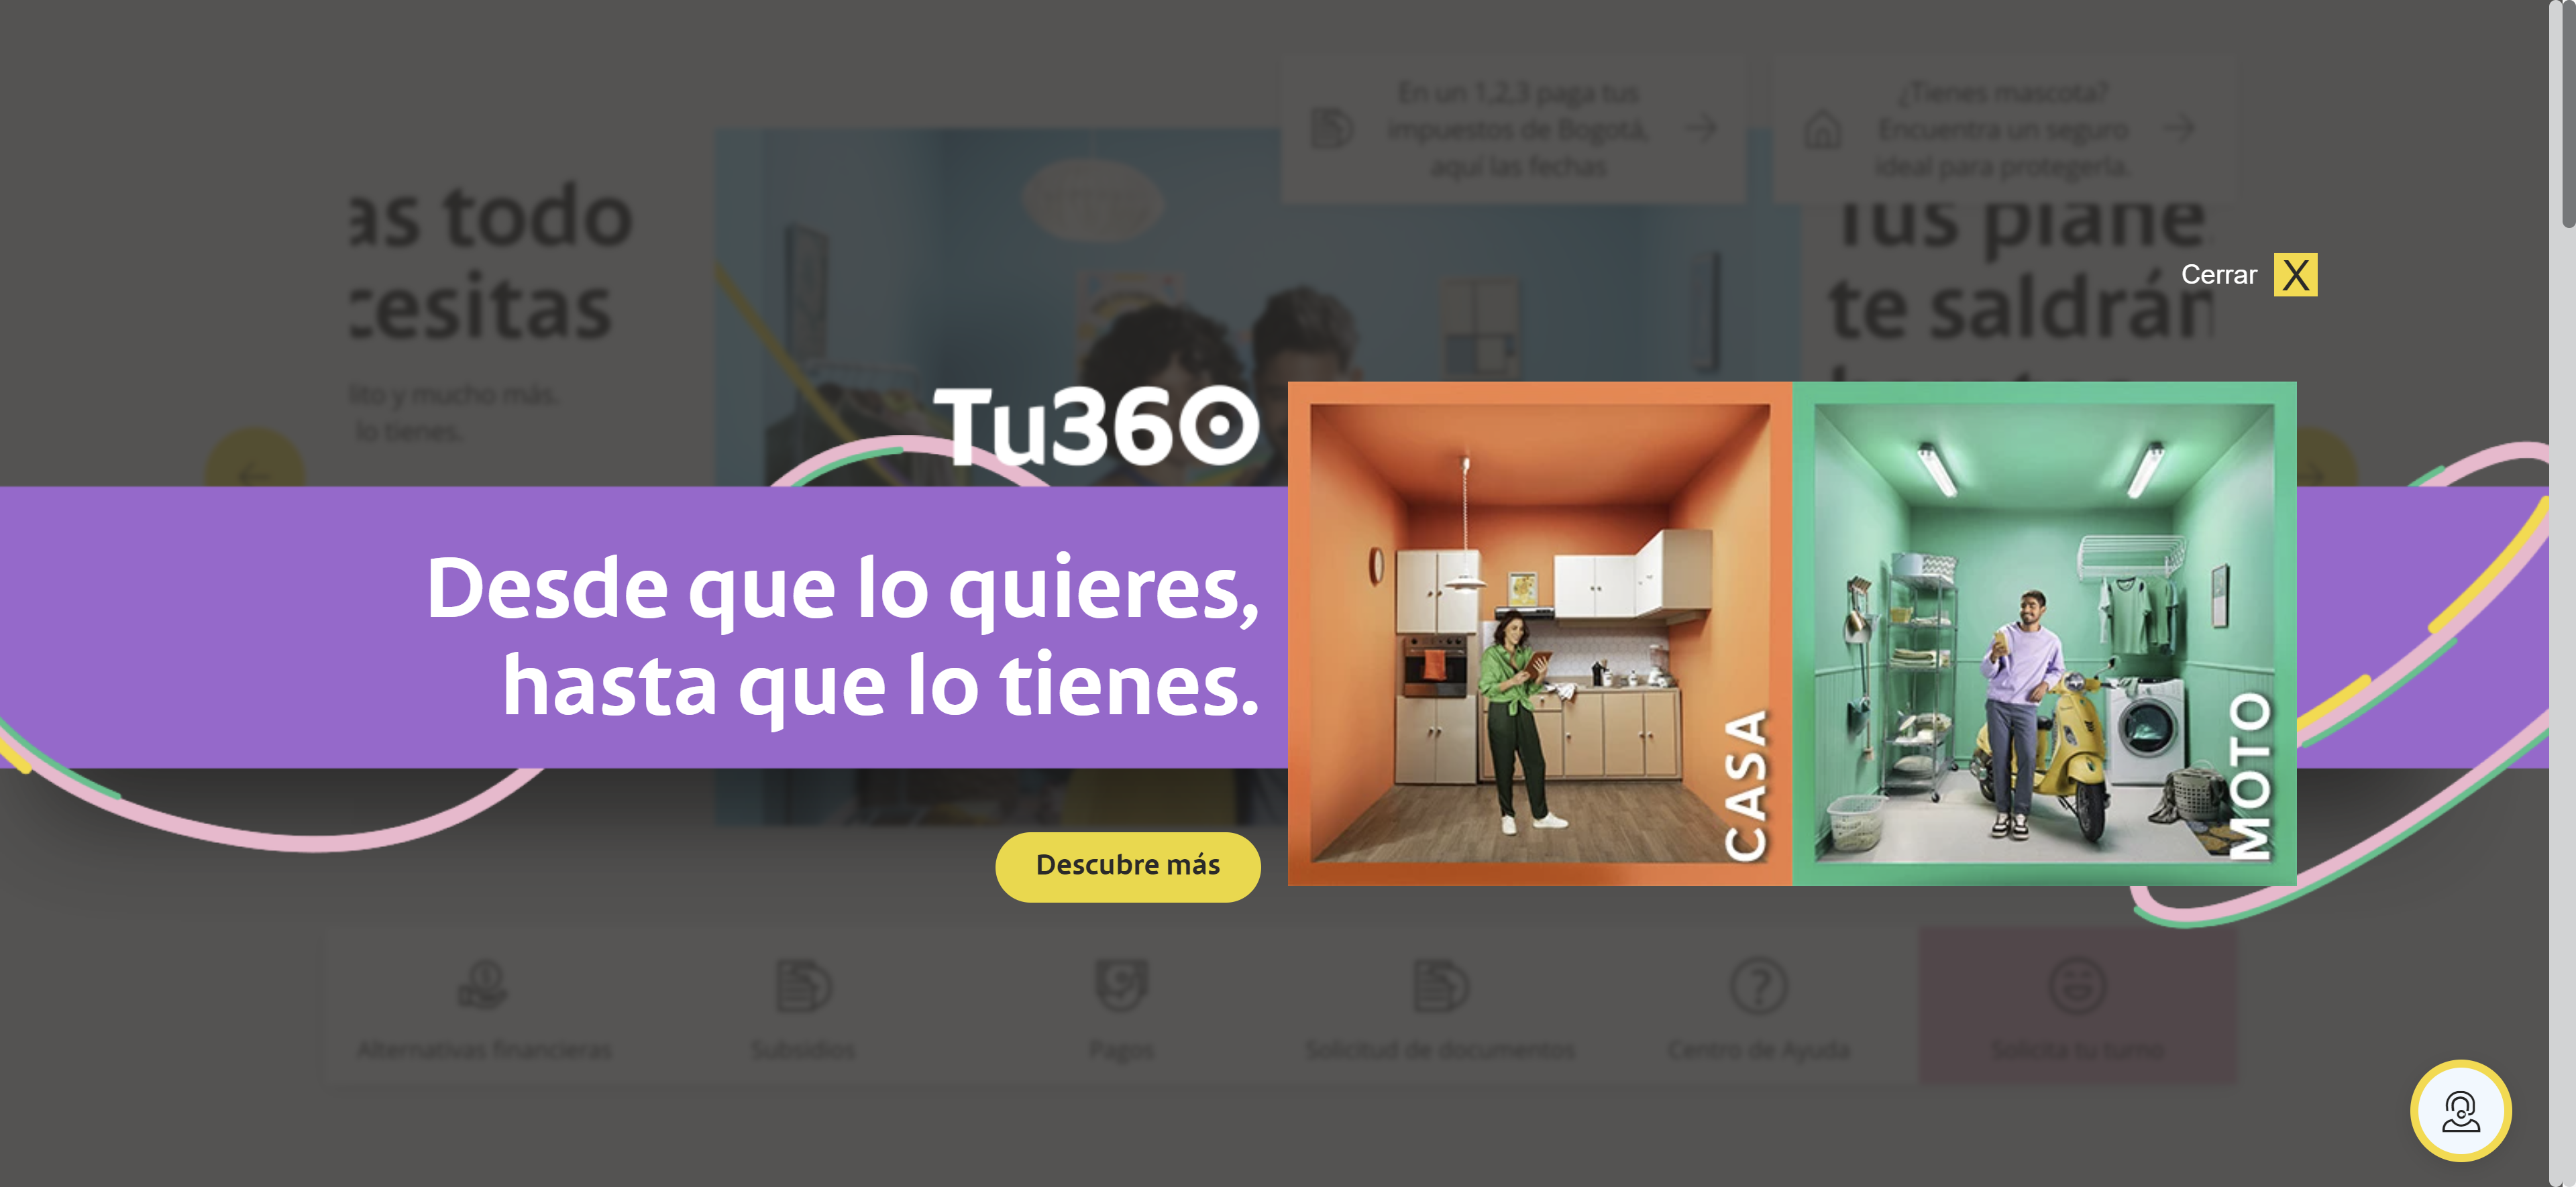 En un 1,2,3 paga tus
impuestos de Bogotá,
aquí las fechas
¿Tienes mascota?
Encuentra un seguro
ideal para protegerla.
as todo
cesitas
lito y mucho más.
lo tienes.
Tus plane
te saldrán
Cerrar X
Tu360
Desde que lo quieres,
hasta que lo tienes.
Descubre más
CASA
MOTO
Alternativas financieras
Subsidios
Pagos
Solicitud de documentos
Centro de Ayuda
Solicita tu turno